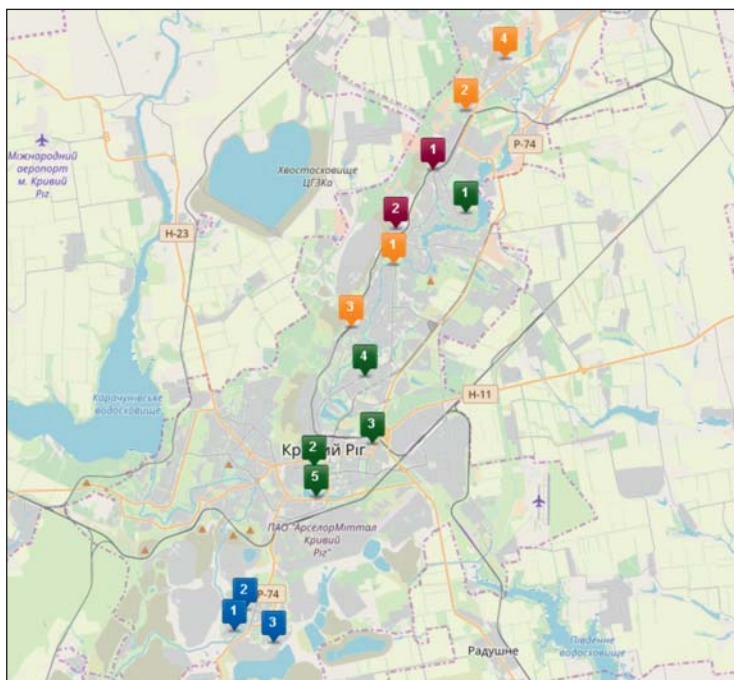 4
2
P-74
1
Міжнародний
аеропорт
м. Кривий
Ріг
Хвостосховище
ЦГЗКа
1
2
Н-23
1
3
4
Н-11
Карачунівське
водосховище
3
2
Кривий Ріг
5
ПАО "АрселорМіттал
Кривий
Ріг"
2
P-74
1
3
Радушне
Південне
водосховище